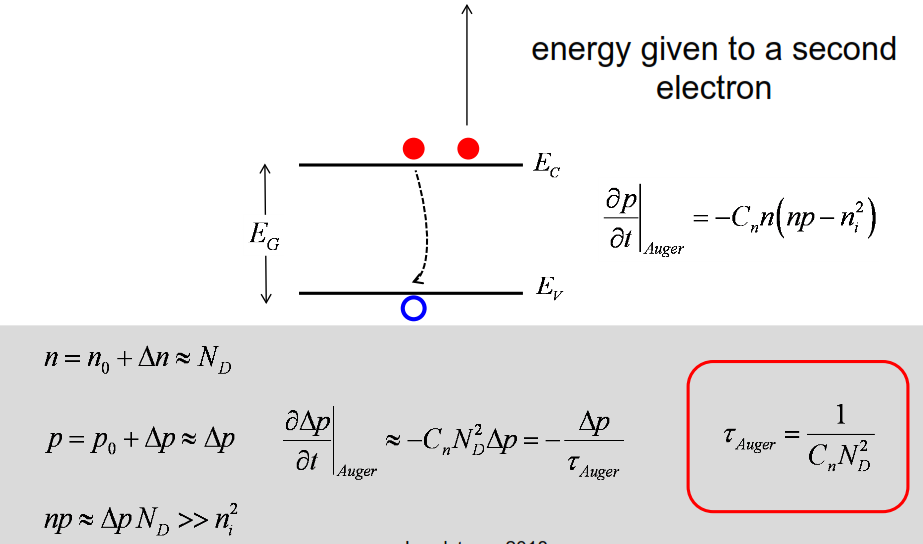 energy given to a second
electron
E_C
E_G
E_V
∂p/∂t|_Auger = -C_n n(np - n_i^2)
n = n_0 + Δn ≈ N_D
p = p_0 + Δp ≈ Δp
∂Δp/∂t|_Auger ≈ -C_n N_D^2 Δp = - Δp/τ_Auger
τ_Auger = 1/(C_n N_D^2)
np ≈ Δp N_D >> n_i^2